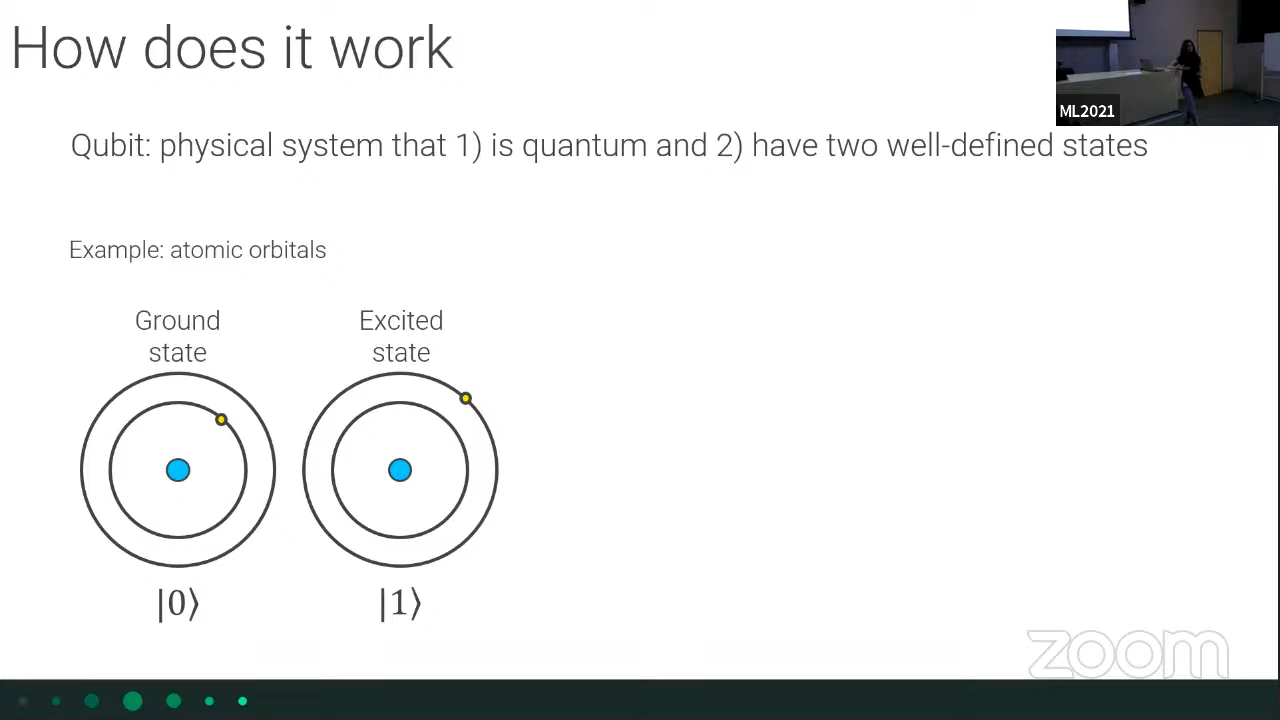 How does it work
ML2021
Qubit: physical system that 1) is quantum and 2) have two well-defined states
Example: atomic orbitals
Ground
state
Excited
state
|0⟩
|1⟩
zoom